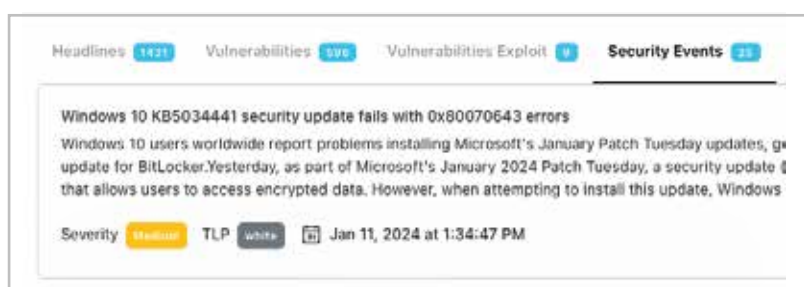 Headlines 1421 Vulnerabilities Vulnerabilities Exploit Security Events 25
Windows 10 KB5034441 security update fails with 0x80070643 errors
Windows 10 users worldwide report problems installing Microsoft's January Patch Tuesday updates, ge
update for BitLocker.Yesterday, as part of Microsoft's January 2024 Patch Tuesday, a security update
that allows users to access encrypted data. However, when attempting to install this update, Windows
Severity Medium TLP white Jan 11, 2024 at 1:34:47 PM